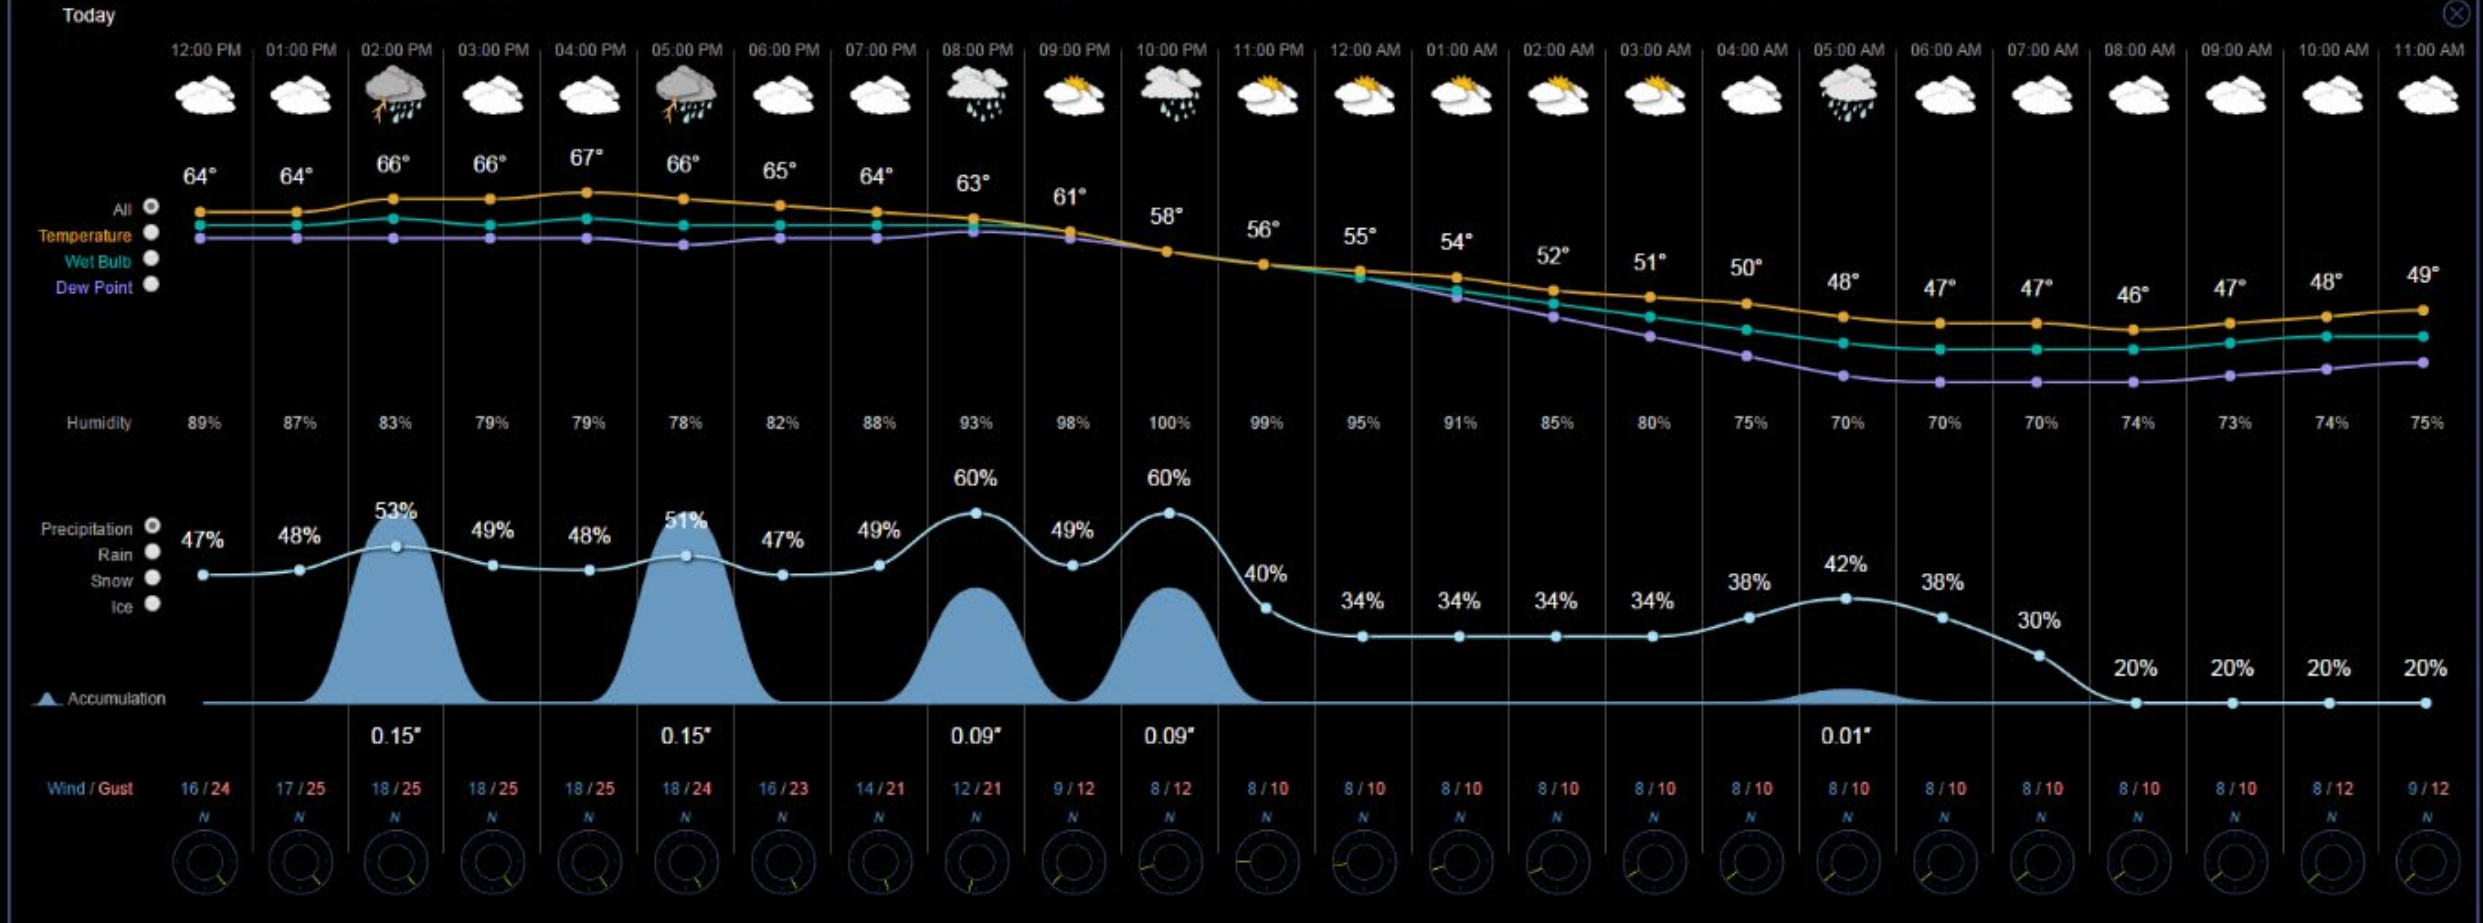 Today
12:00 PM 01:00 PM 02:00 PM 03:00 PM 04:00 PM 05:00 PM 06:00 PM 07:00 PM 08:00 PM 09:00 PM 10:00 PM 11:00 PM 12:00 AM 01:00 AM 02:00 AM 03:00 AM 04:00 AM 05:00 AM 06:00 AM 07:00 AM 08:00 AM 09:00 AM 10:00 AM 11:00 AM
64° 64° 66° 66° 67° 66° 65° 64° 63° 61° 58° 56° 55° 54° 52° 51° 50° 48° 47° 47° 46° 47° 48° 49°
All
Temperature
Wet Bulb
Dew Point
Humidity 89% 87% 83% 79% 79% 78% 82% 88% 93% 98% 100% 99% 95% 91% 85% 80% 75% 70% 70% 70% 74% 73% 74% 75%
47% 48% 53% 49% 48% 51% 47% 49% 60% 49% 60% 40% 34% 34% 34% 34% 38% 42% 38% 30% 20% 20% 20% 20%
Precipitation
Rain
Snow
Ice
Accumulation
0.15" 0.15" 0.09" 0.09" 0.01"
Wind / Gust 16 / 24 17 / 25 18 / 25 18 / 25 18 / 25 18 / 24 16 / 23 14 / 21 12 / 21 9 / 12 8 / 12 8 / 10 8 / 10 8 / 10 8 / 10 8 / 10 8 / 10 8 / 10 8 / 10 8 / 10 8 / 10 8 / 10 8 / 12 9 / 12
N N N N N N N N N N N N N N N N N N N N N N N N